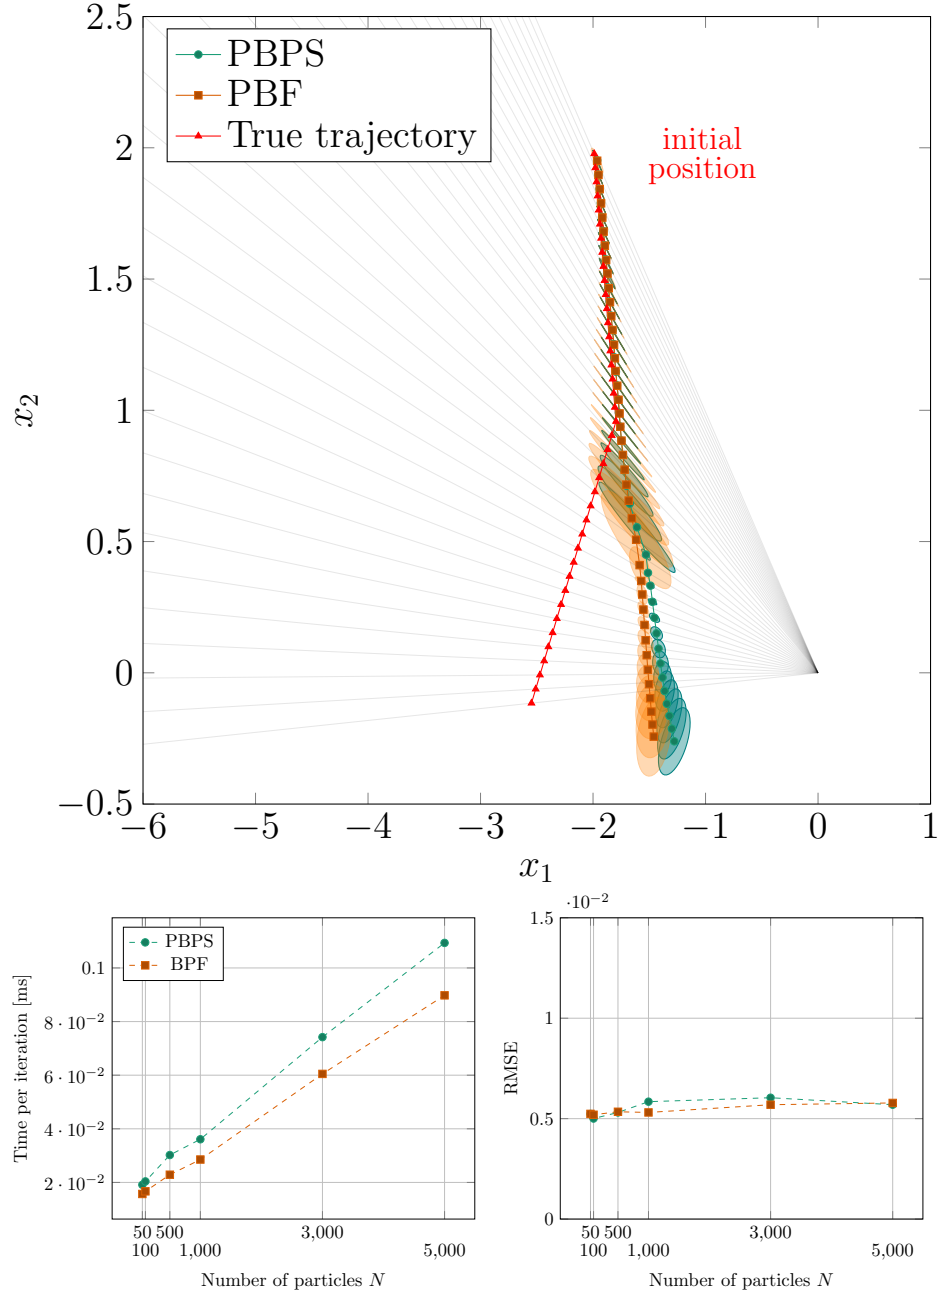 2.5
PBPS
PBF
True trajectory
initial
position
2
1.5
1
0.5
0
−0.5
x₂
−6 −5 −4 −3 −2 −1 0 1
x₁
PBPS
BPF
0.1
8 · 10⁻²
6 · 10⁻²
4 · 10⁻²
2 · 10⁻²
Time per iteration [ms]
50 500 3,000
100 1,000 5,000
Number of particles N
·10⁻²
1.5
1
0.5
0
RMSE
50 500 3,000
100 1,000 5,000
Number of particles N